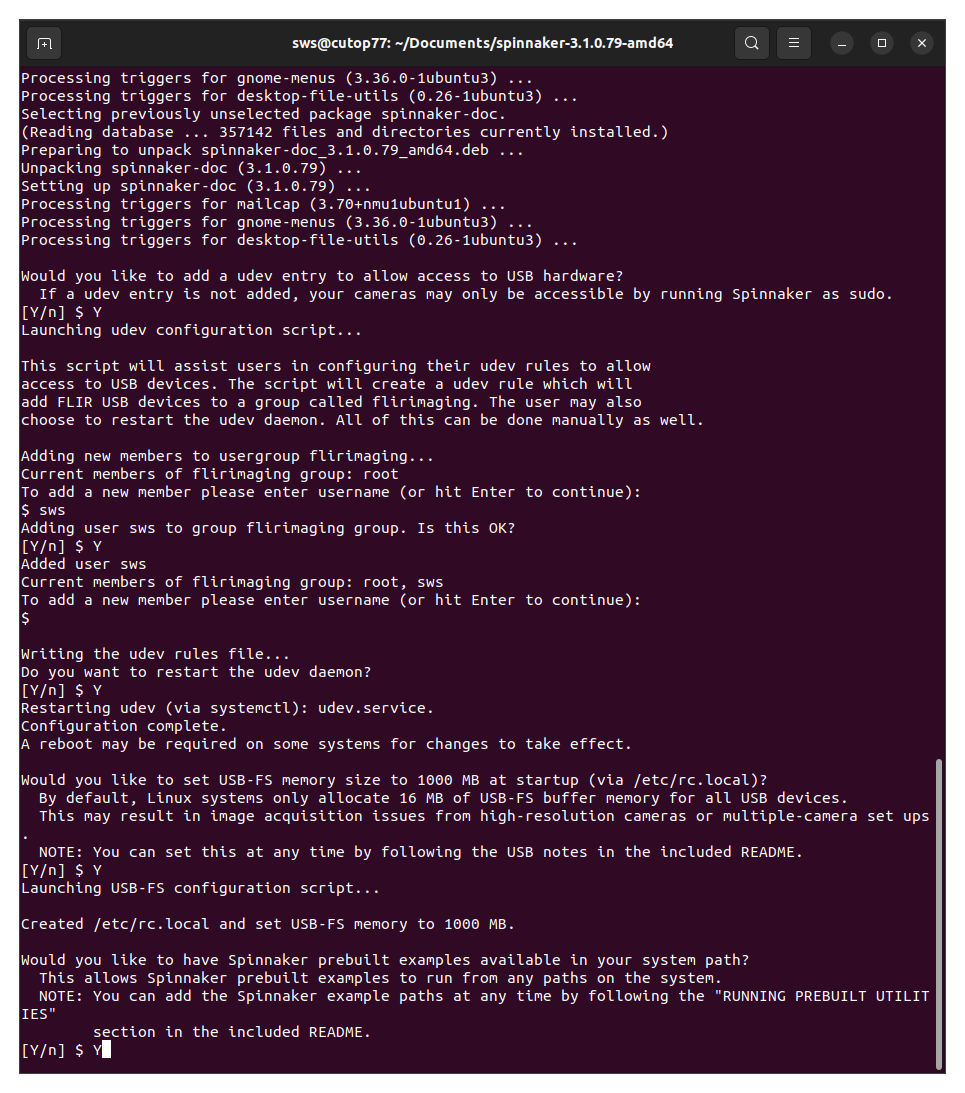 sws@cutop77: ~/Documents/spinnaker-3.1.0.79-amd64
Processing triggers for gnome-menus (3.36.0-1ubuntu3) ...
Processing triggers for desktop-file-utils (0.26-1ubuntu3) ...
Selecting previously unselected package spinnaker-doc.
(Reading database ... 357142 files and directories currently installed.)
Preparing to unpack spinnaker-doc_3.1.0.79_amd64.deb ...
Unpacking spinnaker-doc (3.1.0.79) ...
Setting up spinnaker-doc (3.1.0.79) ...
Processing triggers for mailcap (3.70+nmu1ubuntu1) ...
Processing triggers for gnome-menus (3.36.0-1ubuntu3) ...
Processing triggers for desktop-file-utils (0.26-1ubuntu3) ...
Would you like to add a udev entry to allow access to USB hardware?
  If a udev entry is not added, your cameras may only be accessible by running Spinnaker as sudo.
[Y/n] $ Y
Launching udev configuration script...
This script will assist users in configuring their udev rules to allow
access to USB devices. The script will create a udev rule which will
add FLIR USB devices to a group called flirimaging. The user may also
choose to restart the udev daemon. All of this can be done manually as well.
Adding new members to usergroup flirimaging...
Current members of flirimaging group: root
To add a new member please enter username (or hit Enter to continue):
$ sws
Adding user sws to group flirimaging group. Is this OK?
[Y/n] $ Y
Added user sws
Current members of flirimaging group: root, sws
To add a new member please enter username (or hit Enter to continue):
$
Writing the udev rules file...
Do you want to restart the udev daemon?
[Y/n] $ Y
Restarting udev (via systemctl): udev.service.
Configuration complete.
A reboot may be required on some systems for changes to take effect.
Would you like to set USB-FS memory size to 1000 MB at startup (via /etc/rc.local)?
  By default, Linux systems only allocate 16 MB of USB-FS buffer memory for all USB devices.
  This may result in image acquisition issues from high-resolution cameras or multiple-camera set ups
.
  NOTE: You can set this at any time by following the USB notes in the included README.
[Y/n] $ Y
Launching USB-FS configuration script...
Created /etc/rc.local and set USB-FS memory to 1000 MB.
Would you like to have Spinnaker prebuilt examples available in your system path?
  This allows Spinnaker prebuilt examples to run from any paths on the system.
  NOTE: You can add the Spinnaker example paths at any time by following the "RUNNING PREBUILT UTILIT
IES"
        section in the included README.
[Y/n] $ Y